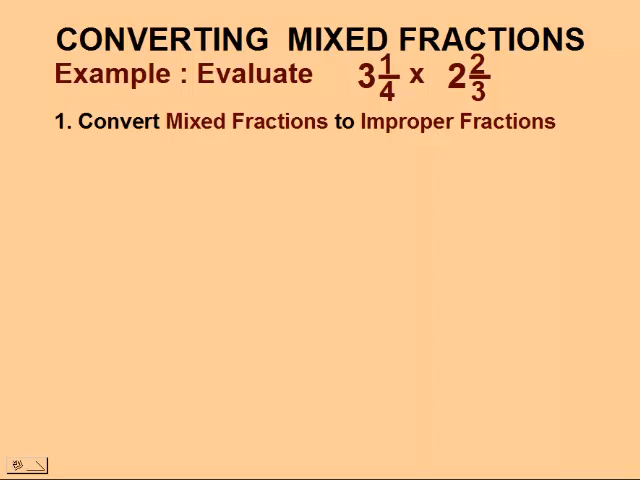 CONVERTING MIXED FRACTIONS
Example : Evaluate 3 1/4 x 2 2/3
1. Convert Mixed Fractions to Improper Fractions